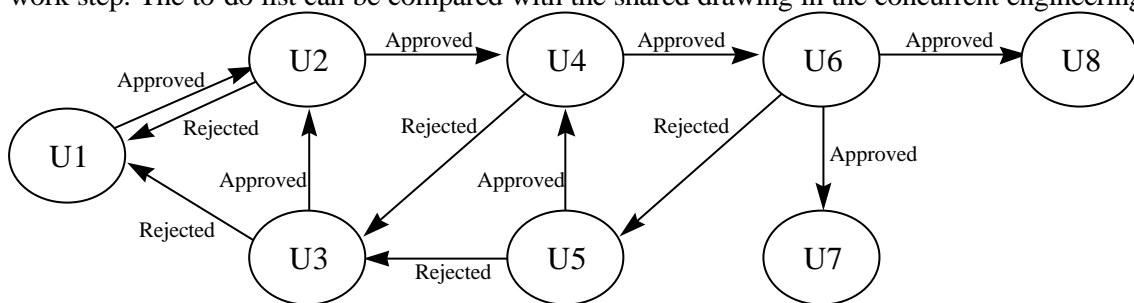 work step. The to do list can be compared with the shared drawing in the concurrent engineering
Approved Approved Approved
U2 U4 U6 U8
Approved
Rejected Rejected Rejected
U1 Approved
Approved Approved
Rejected
U3 U5 U7
Rejected